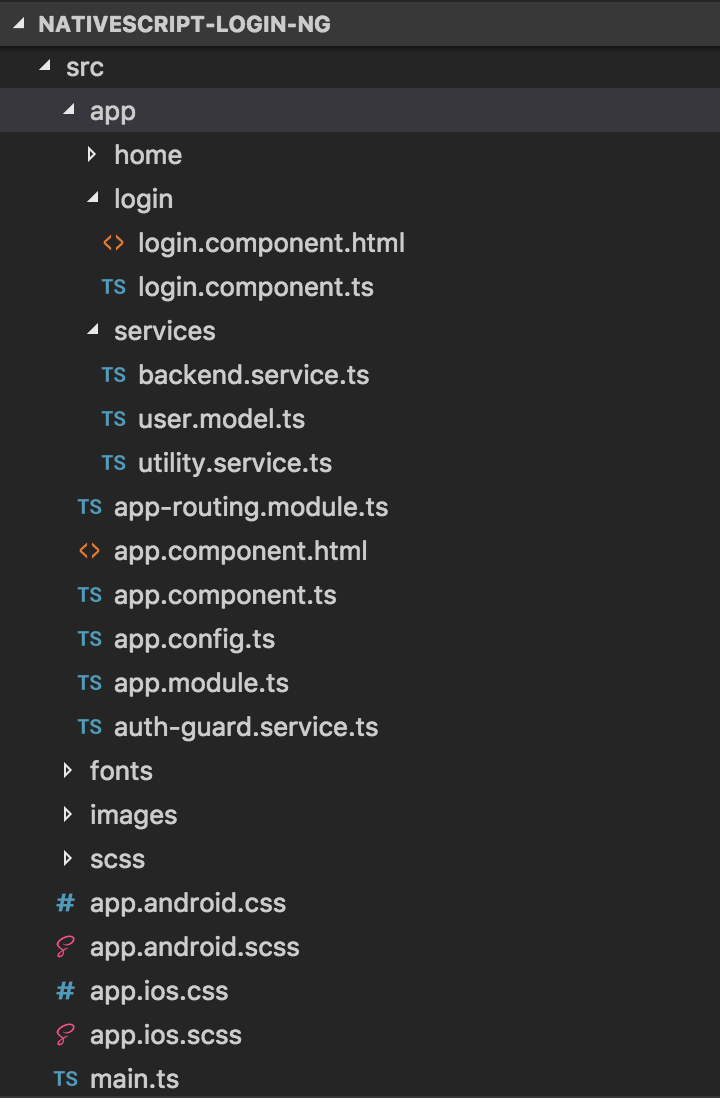 NATIVESCRIPT-LOGIN-NG
src
app
home
login
<> login.component.html
TS login.component.ts
services
TS backend.service.ts
TS user.model.ts
TS utility.service.ts
TS app-routing.module.ts
<> app.component.html
TS app.component.ts
TS app.config.ts
TS app.module.ts
TS auth-guard.service.ts
fonts
images
scss
# app.android.css
app.android.scss
# app.ios.css
app.ios.scss
TS main.ts